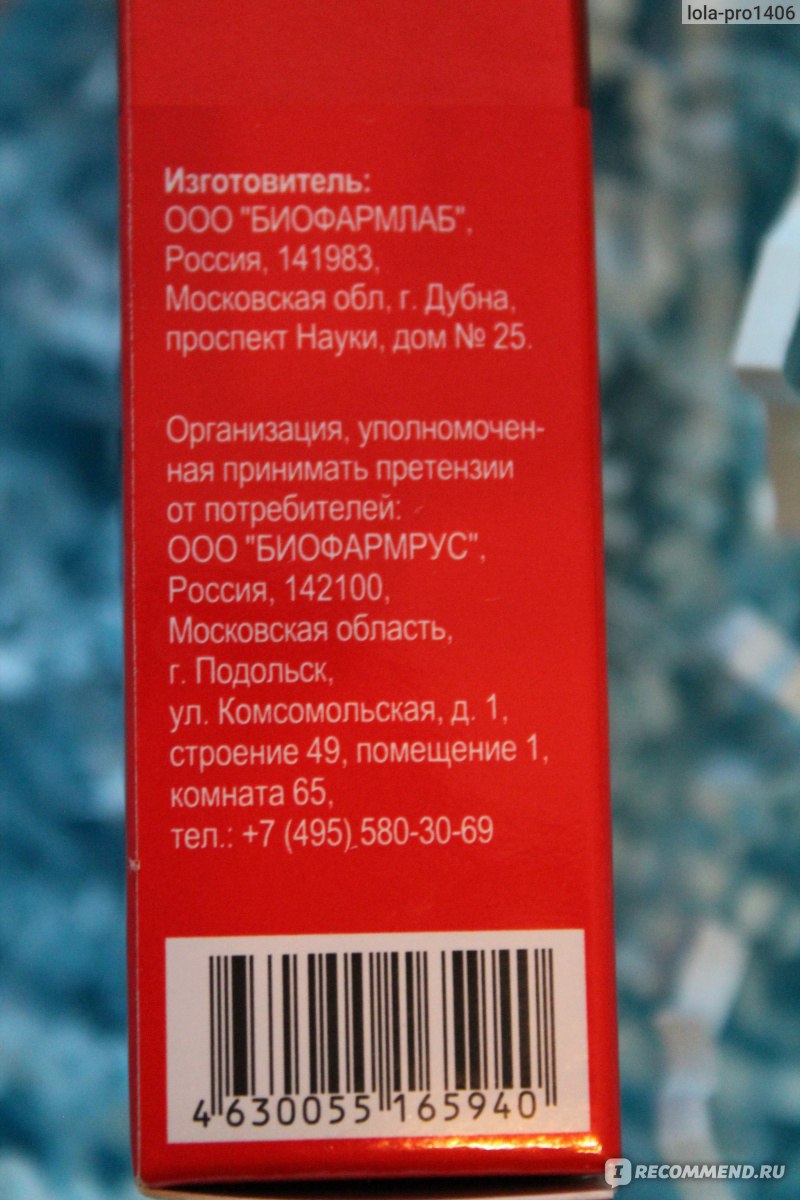 lola-pro1406
Изготовитель:
ООО "БИОФАРМЛАБ",
Россия, 141983,
Московская обл, г. Дубна,
проспект Науки, дом № 25.
Организация, уполномочен-
ная принимать претензии
от потребителей:
ООО "БИОФАРМРУС",
Россия, 142100,
Московская область,
г. Подольск,
ул. Комсомольская, д. 1,
строение 49, помещение 1,
комната 65,
тел.: +7 (495) 580-30-69
4 630055 165940
IRECOMMEND.RU